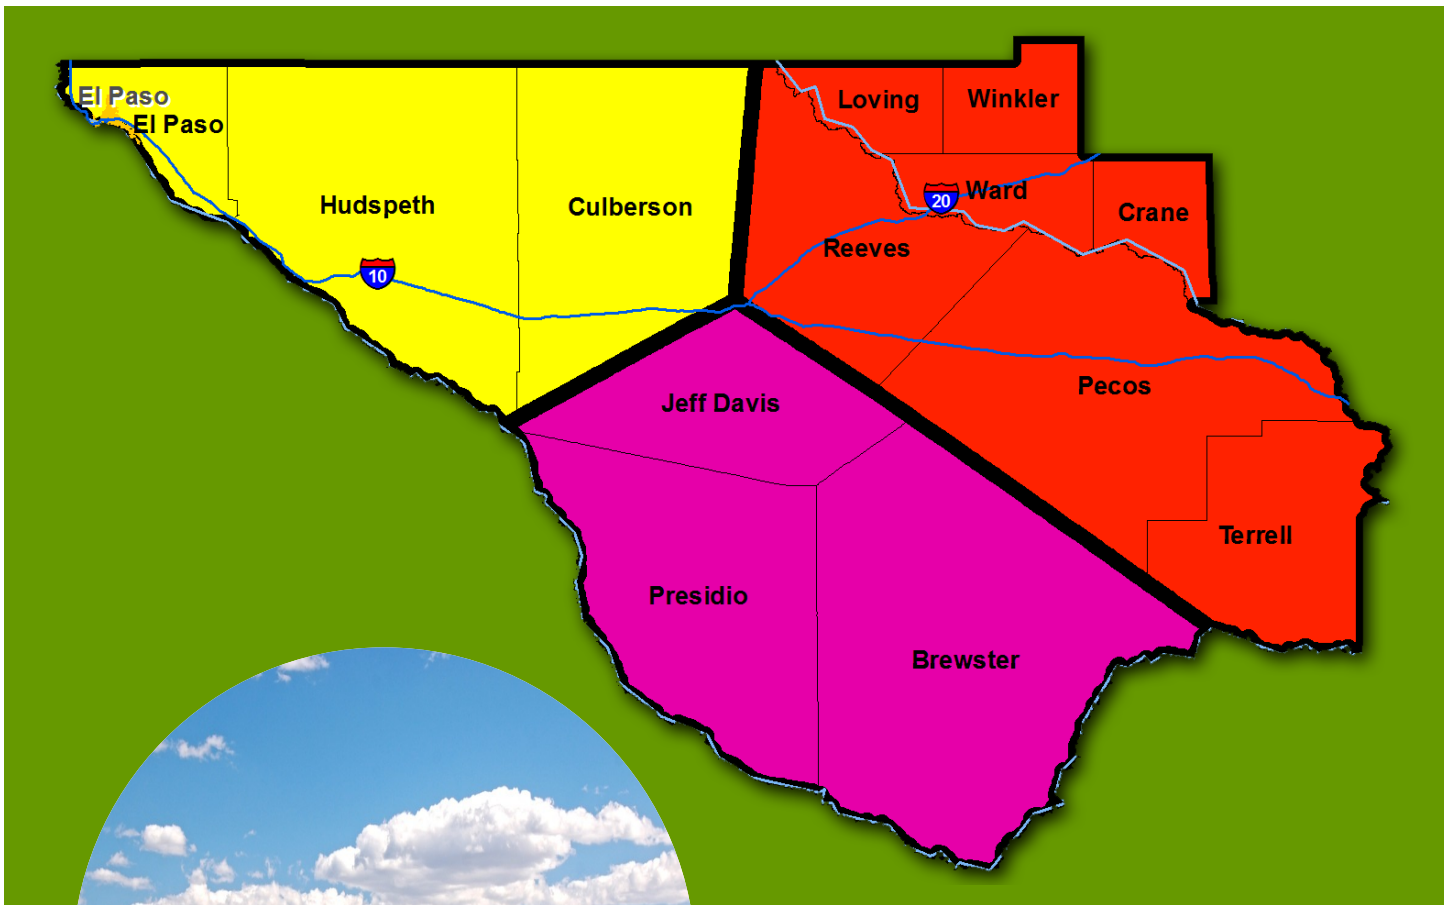 El Paso
El Paso
Hudspeth
Culberson
Loving
Winkler
Ward
Crane
Reeves
20
10
Pecos
Jeff Davis
Terrell
Presidio
Brewster